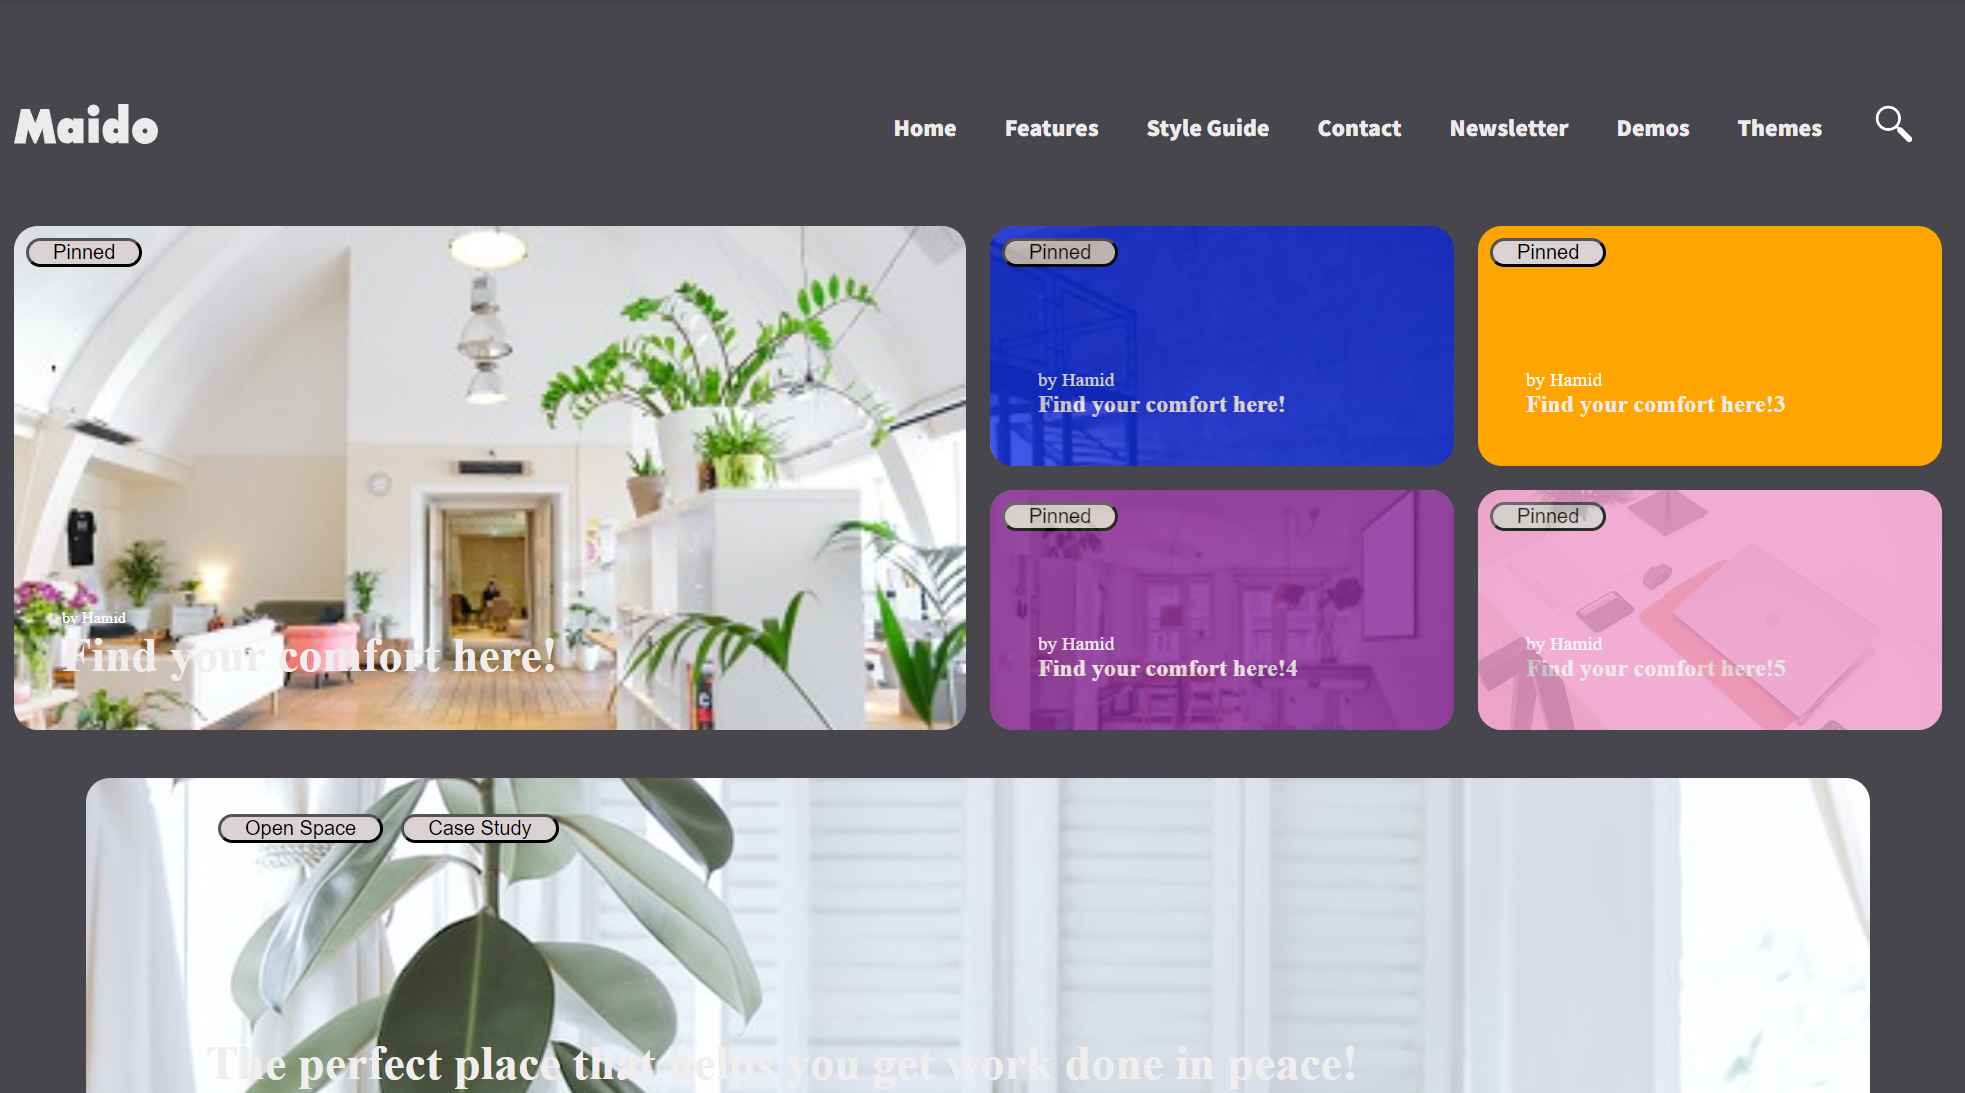 Maido
Home Features Style Guide Contact Newsletter Demos Themes
Pinned
by Hamid
Find your comfort here!
Pinned
by Hamid
Find your comfort here!
Pinned
by Hamid
Find your comfort here!3
Pinned
by Hamid
Find your comfort here!4
Pinned
by Hamid
Find your comfort here!5
Open Space Case Study
The perfect place that helps you get work done in peace!